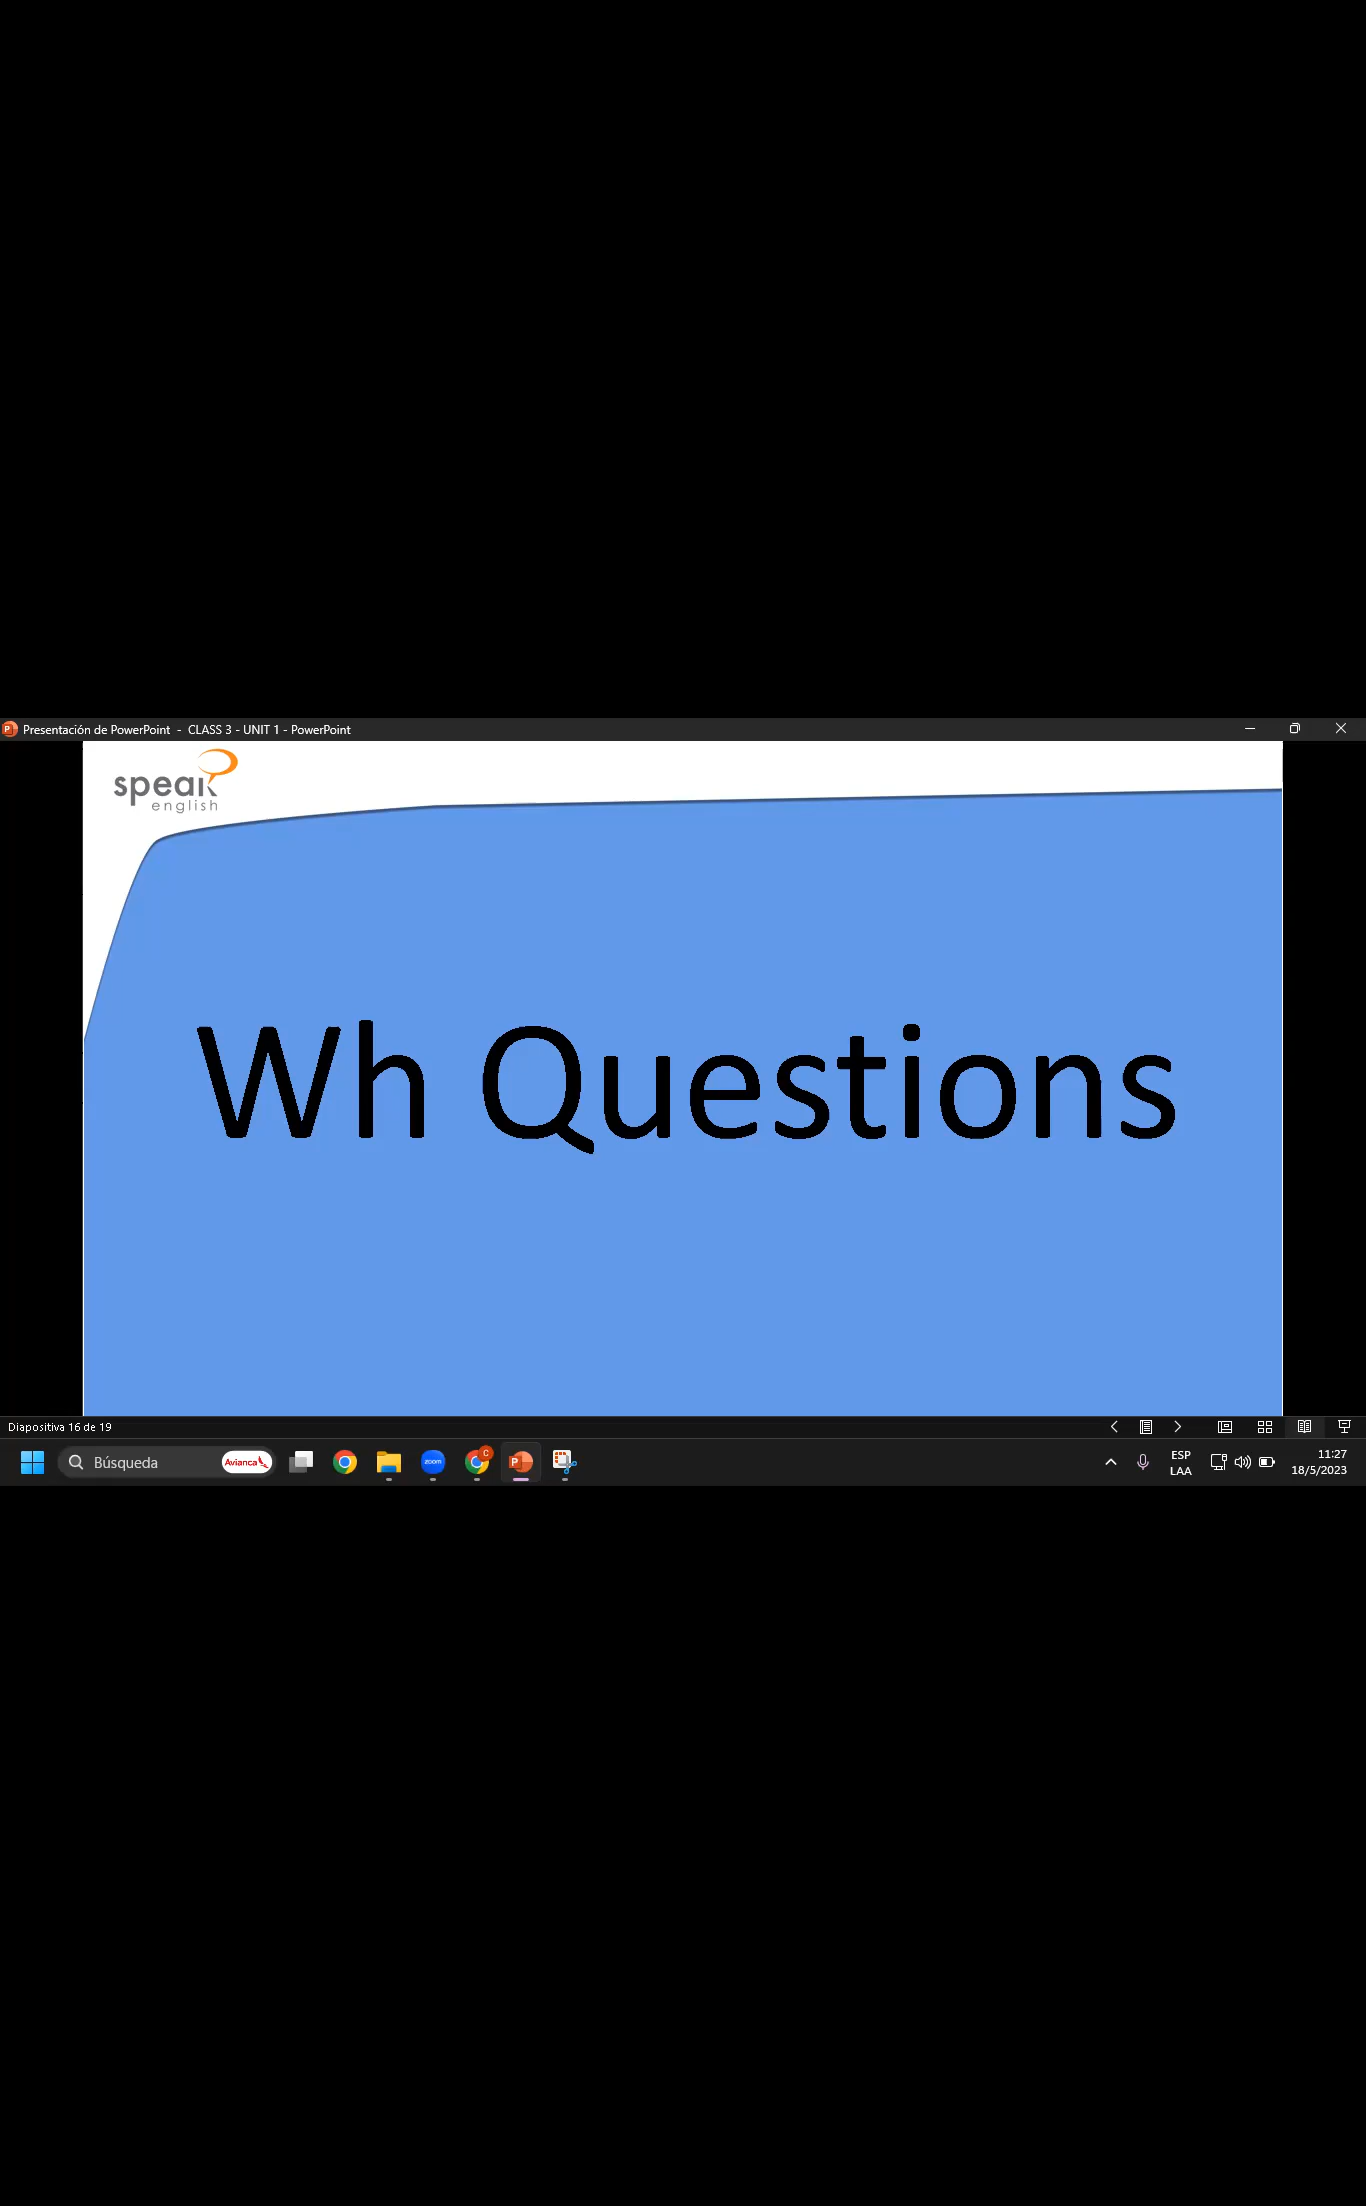 Presentación de PowerPoint - CLASS 3 - UNIT 1 - PowerPoint
speak
english
Wh Questions
Diapositiva 16 de 19
Búsqueda
Avianca
zoom
C
ESP
LAA
11:27
18/5/2023